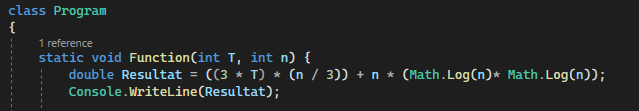 class Program
{
1 reference
static void Function(int T, int n) {
double Resultat = ((3 * T) * (n / 3)) + n * (Math.Log(n)* Math.Log(n));
Console.WriteLine(Resultat);